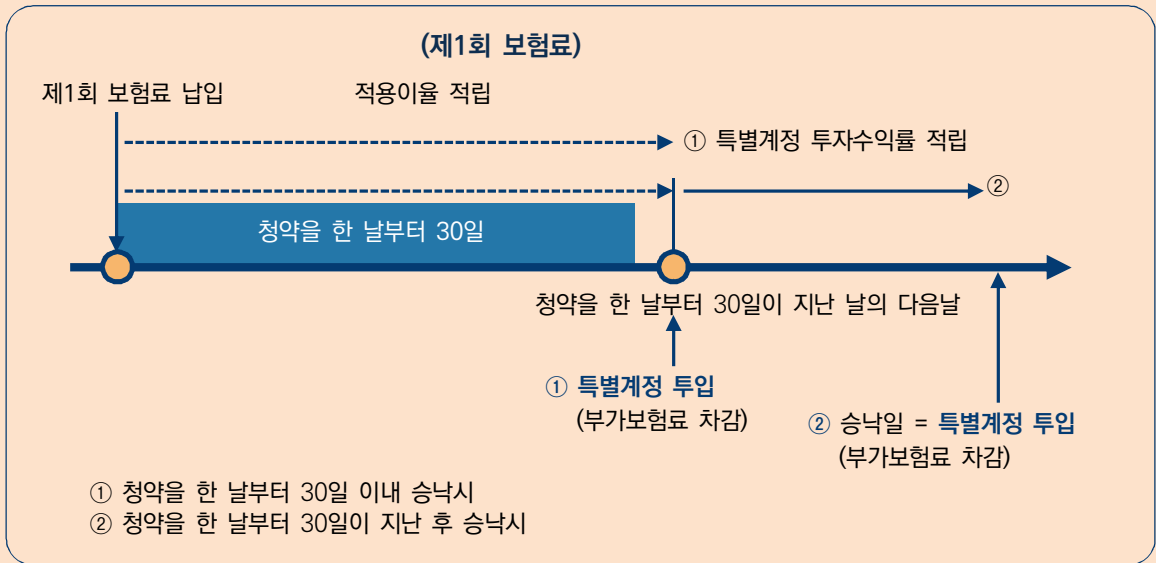 (제1회 보험료)
제1회 보험료 납입
적용이율 적립
① 특별계정 투자수익률 적립
②
청약을 한 날부터 30일
청약을 한 날부터 30일이 지난 날의 다음날
① 특별계정 투입
(부가보험료 차감)
② 승낙일 = 특별계정 투입
(부가보험료 차감)
① 청약을 한 날부터 30일 이내 승낙시
② 청약을 한 날부터 30일이 지난 후 승낙시